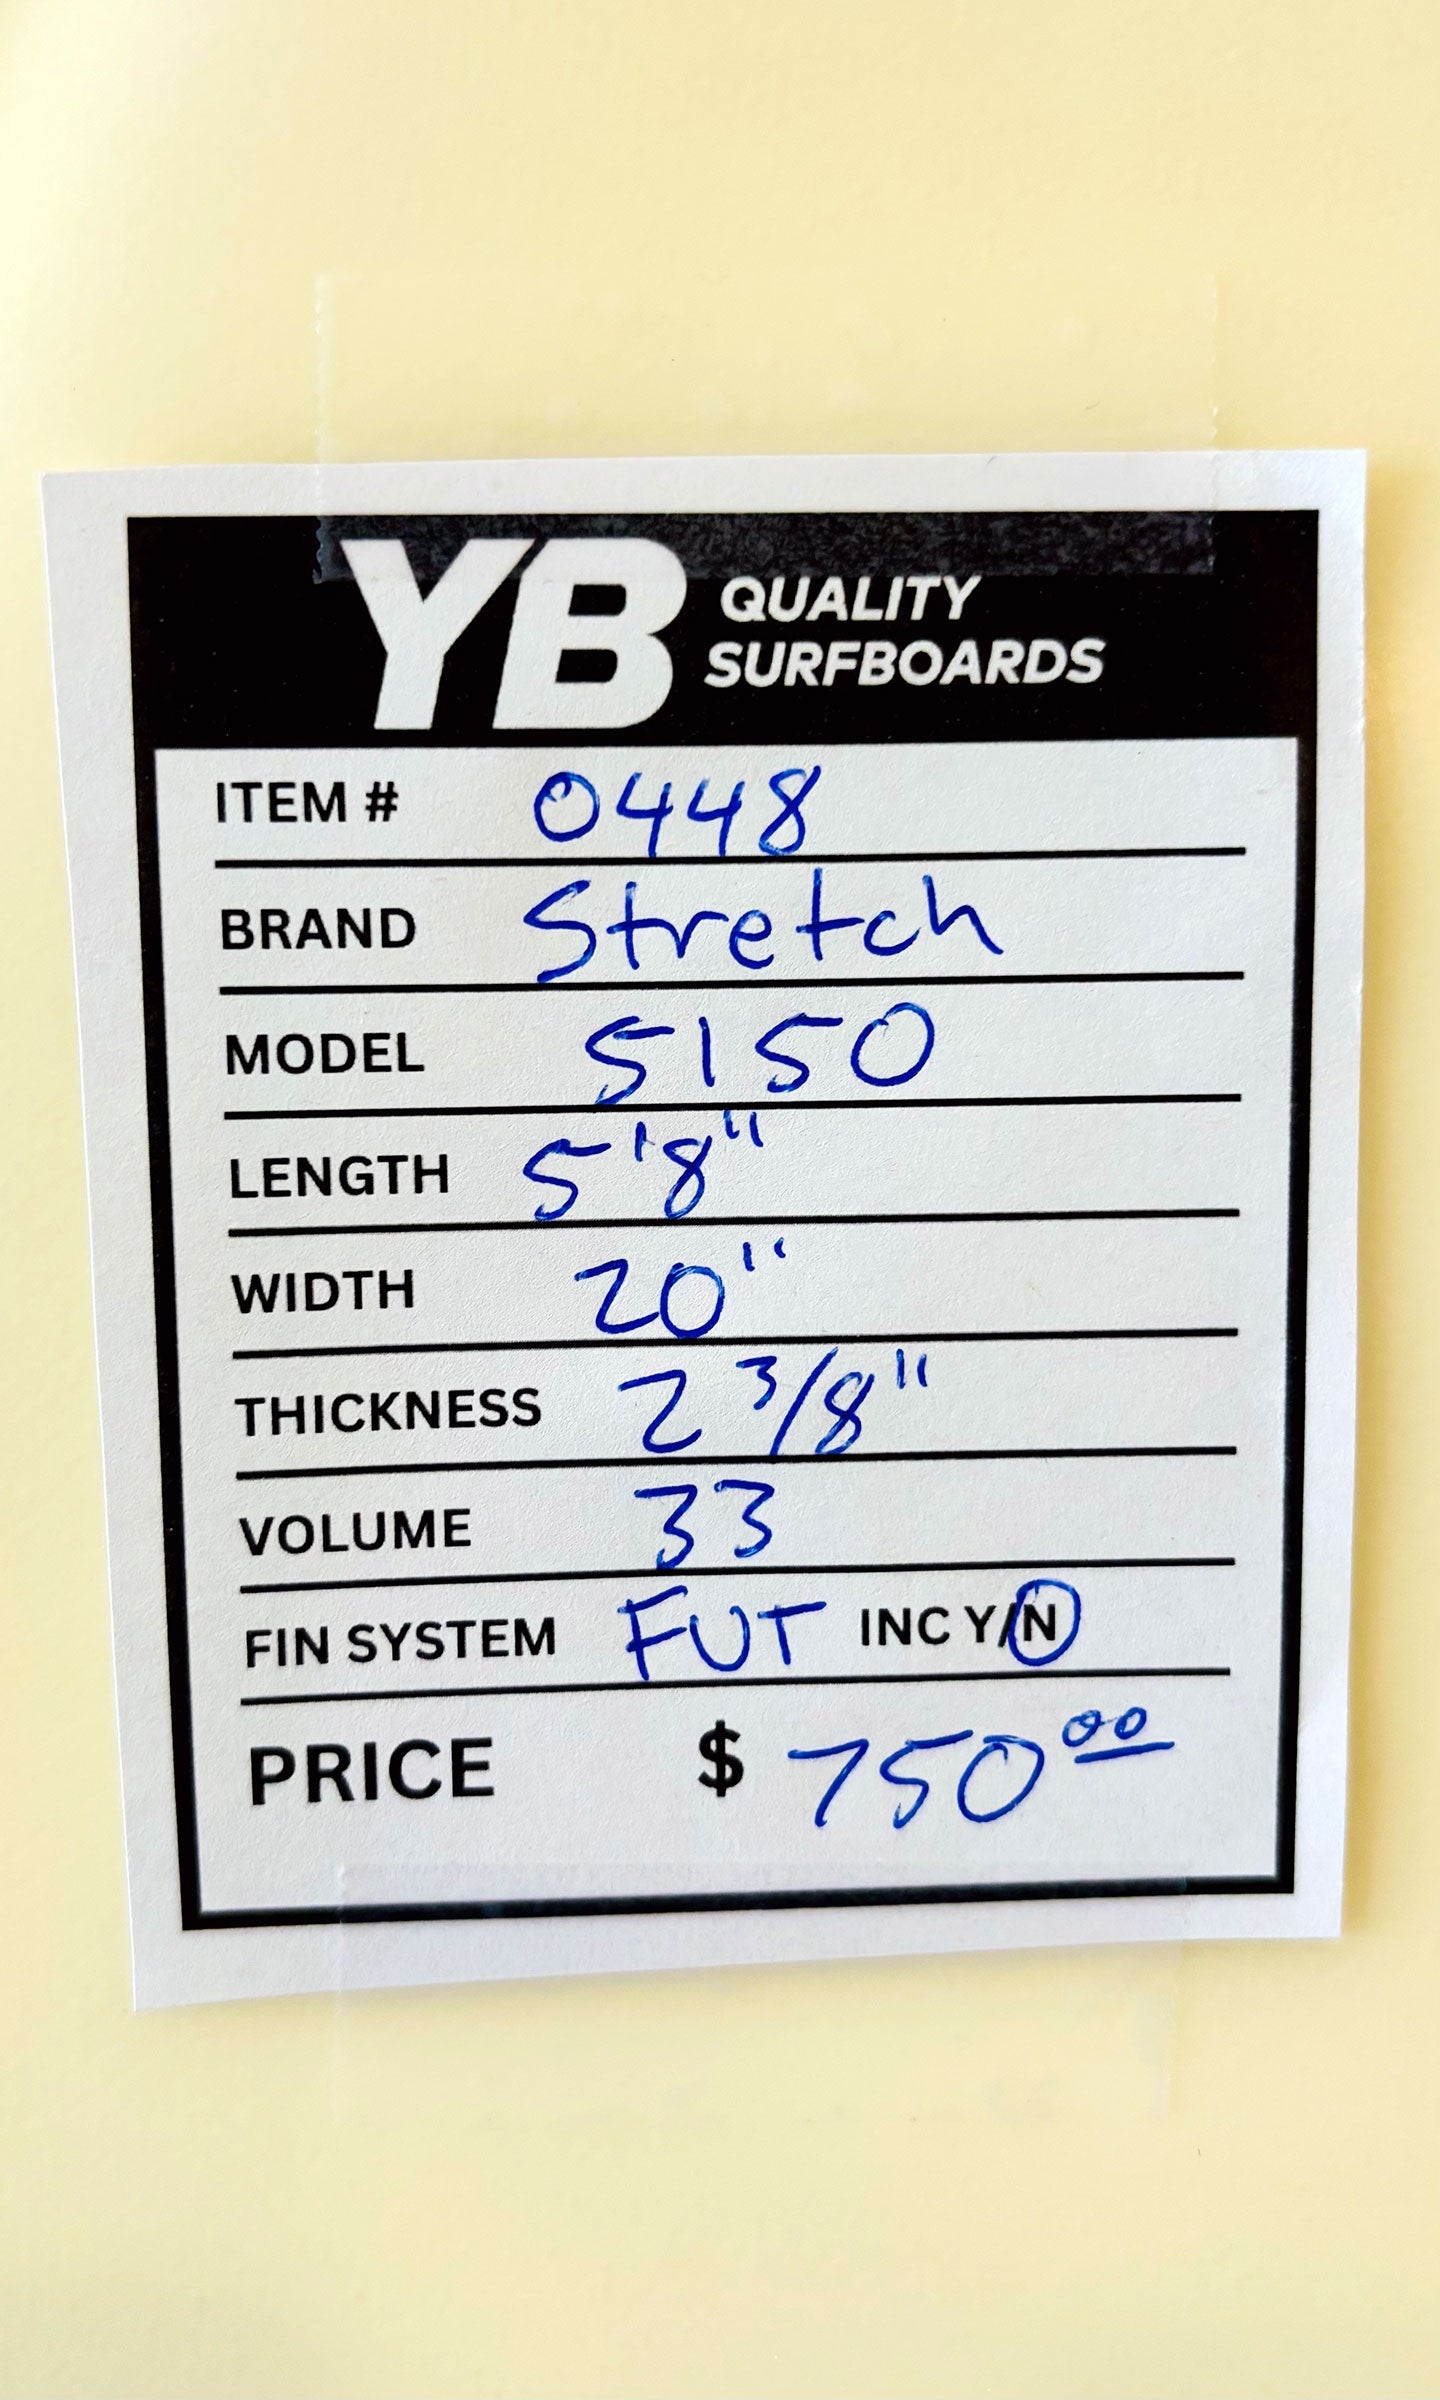 YB QUALITY
SURFBOARDS
ITEM # 0448
BRAND Stretch
MODEL 5150
LENGTH 5'8"
WIDTH 20"
THICKNESS 2 3/8"
VOLUME 33
FIN SYSTEM FUT INC Y/N
PRICE $ 750.00